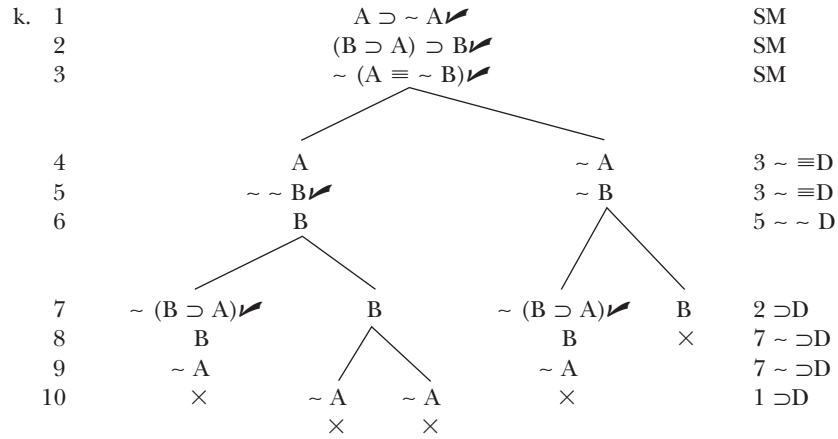 k. 1 A ⊃ ~ A✔ SM
2 (B ⊃ A) ⊃ B✔ SM
3 ~ (A ≡ ~ B)✔ SM
4 A ~ A 3 ~ ≡D
5 ~ ~ B✔ ~ B 3 ~ ≡D
6 B 5 ~ ~ D
7 ~ (B ⊃ A)✔ B ~ (B ⊃ A)✔ B 2 ⊃D
8 B B × 7 ~ ⊃D
9 ~ A ~ A 7 ~ ⊃D
10 × ~ A ~ A × 1 ⊃D
× ×